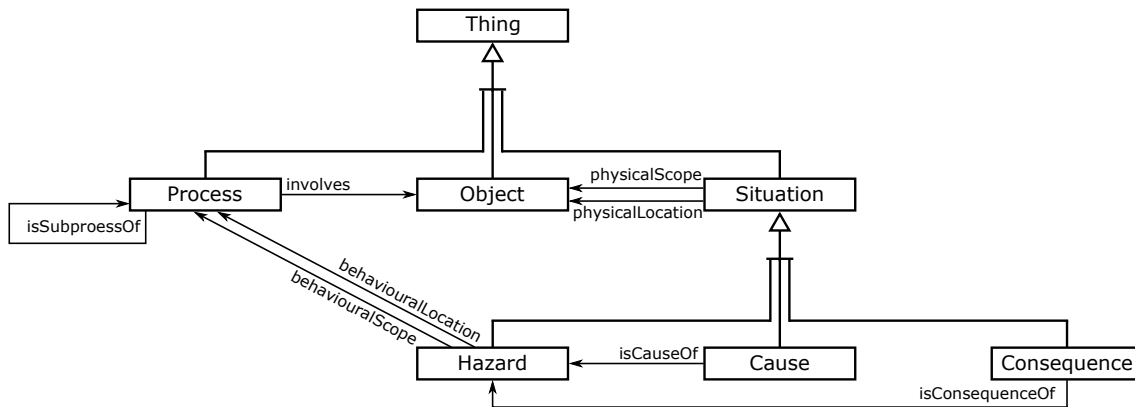 Thing
Process
involves
Object
physicalScope
physicalLocation
Situation
isSubproessOf
behaviouralLocation
behaviouralScope
Hazard
isCauseOf
Cause
Consequence
isConsequenceOf